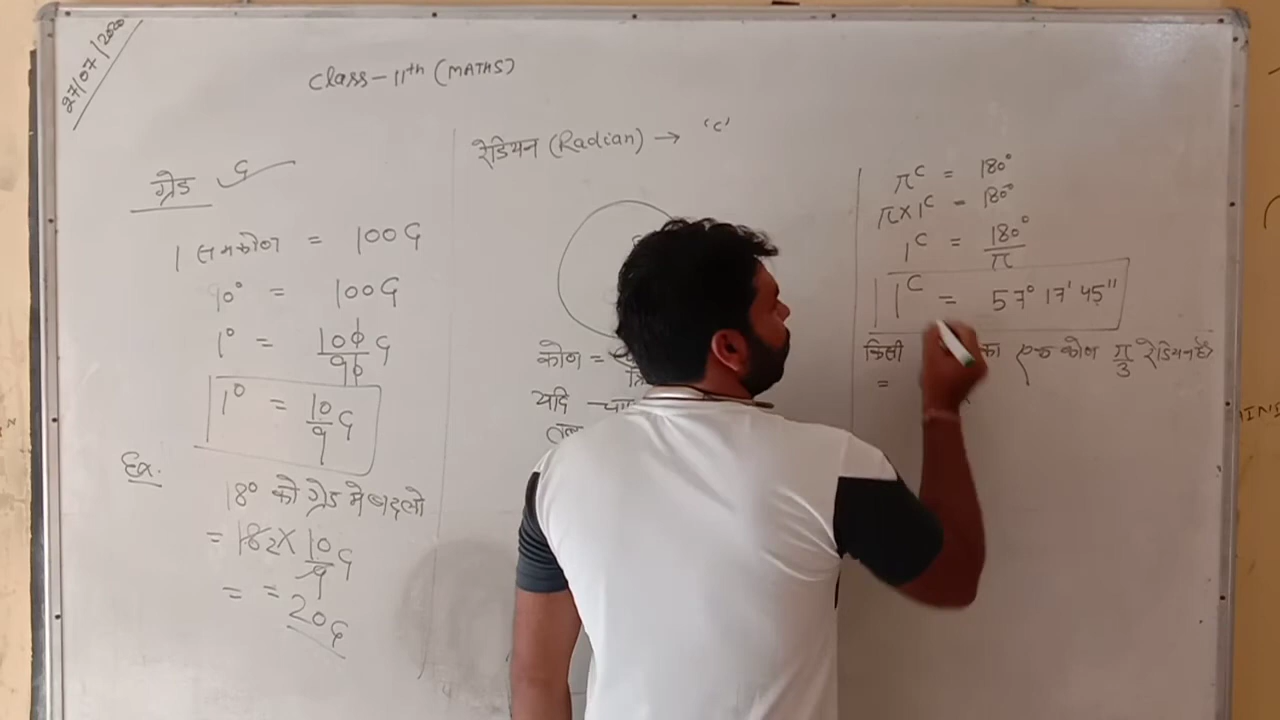 27/07/2020
Class-11th (MATHS)
ग्रेड G
1 समकोण = 100G
90° = 100G
1° = 100/90 G
1° = 10/9 G
Ex.
18° को ग्रेड मे बदलो
= 18 2 × 10/9 G
= = 20G
रेडियन (Radian) → 'c'
कोण =
यदि
π^c = 180°
π×1^c = 180°
1^c = 180°/π
1^c = 57° 17' 45"
किसी का एक कोण π/3 रेडियन है
=